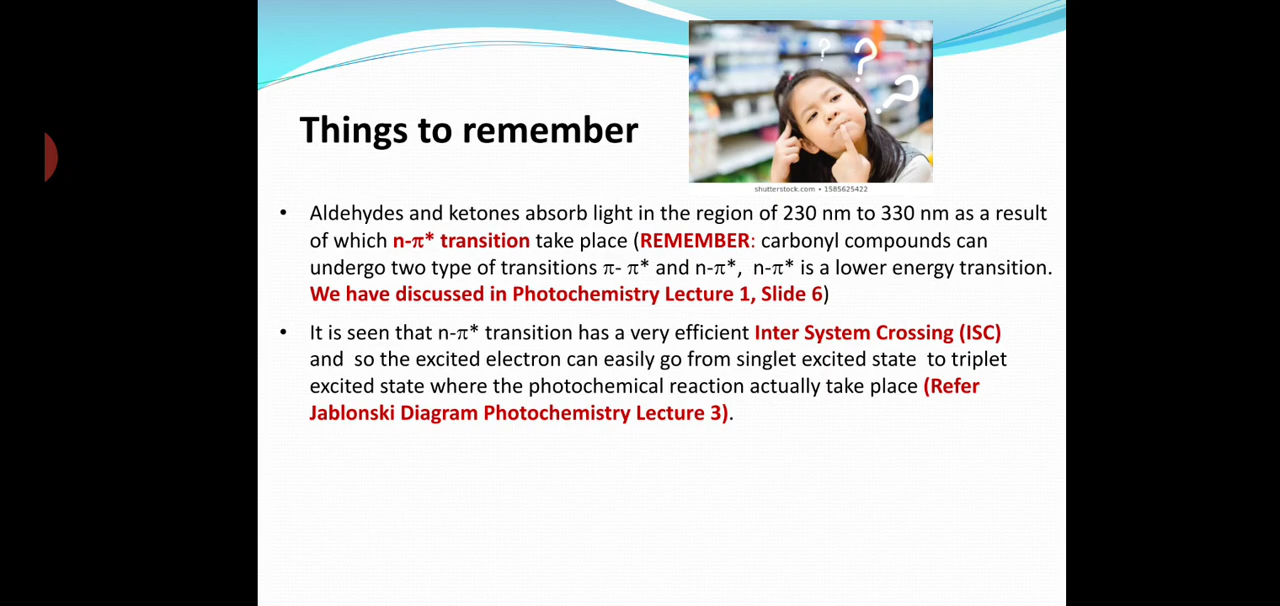 ? ? ?
Things to remember
shutterstock.com • 1585625422
• Aldehydes and ketones absorb light in the region of 230 nm to 330 nm as a result
of which n-π* transition take place (REMEMBER: carbonyl compounds can
undergo two type of transitions π- π* and n-π*, n-π* is a lower energy transition.
We have discussed in Photochemistry Lecture 1, Slide 6)
• It is seen that n-π* transition has a very efficient Inter System Crossing (ISC)
and so the excited electron can easily go from singlet excited state to triplet
excited state where the photochemical reaction actually take place (Refer
Jablonski Diagram Photochemistry Lecture 3).